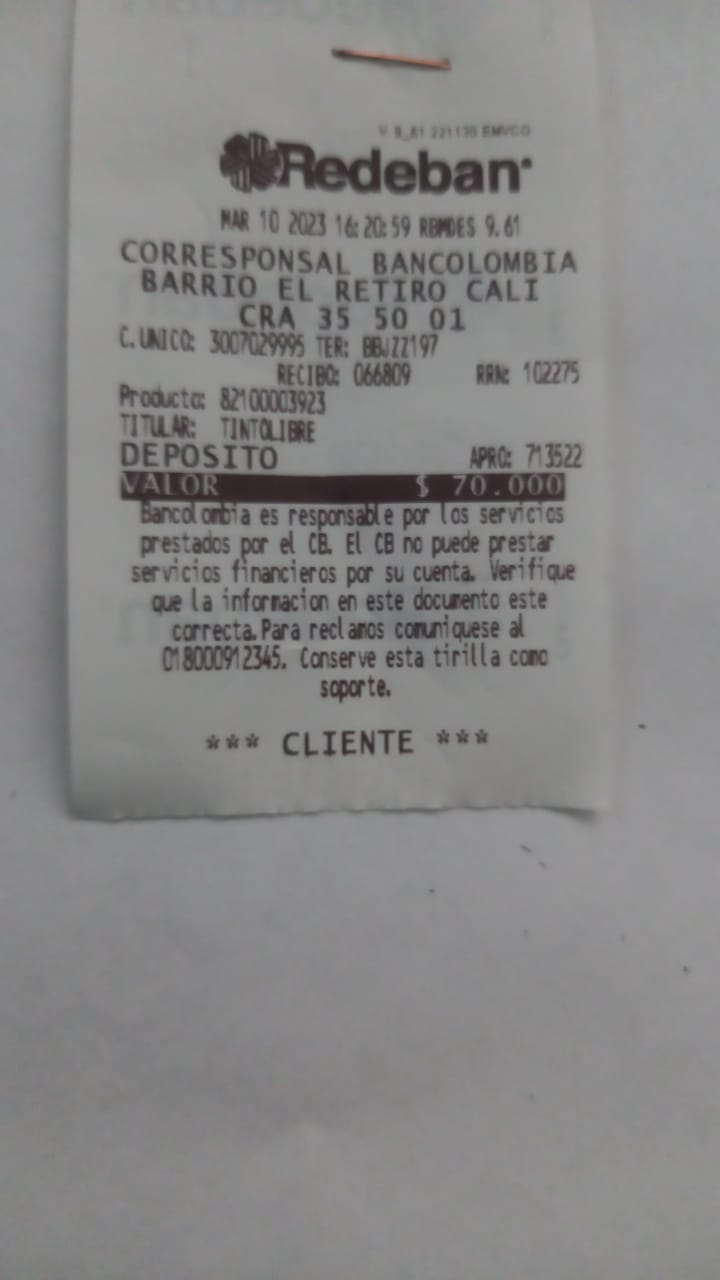 V 8_61 221130 EMVCO
Redeban
MAR 10 2023 16:20:59 RBMDES 9.61
CORRESPONSAL BANCOLOMBIA
BARRIO EL RETIRO CALI
CRA 35 50 01
C.UNICO: 3007029995 TER: BBJZZ197
RECIBO: 066809 RRN: 102275
Producto: 82100003923
TITULAR: TINTOLIBRE
DEPOSITO APRO: 713522
VALOR $ 70.000
Bancolombia es responsable por los servicios
prestados por el CB. El CB no puede prestar
servicios financieros por su cuenta. Verifique
que la informacion en este documento este
correcta.Para reclamos comuniquese al
018000912345. Conserve esta tirilla como
soporte.
*** CLIENTE ***